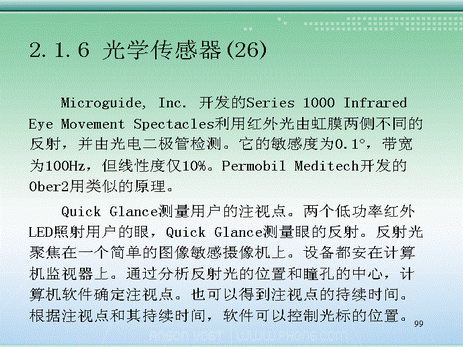 2.1.6 光学传感器(26)
Microguide, Inc. 开发的Series 1000 Infrared
Eye Movement Spectacles利用红外光由虹膜两侧不同的
反射，并由光电二极管检测。它的敏感度为0.1°，带宽
为100Hz，但线性度仅10%。Permobil Meditech开发的
Ober2用类似的原理。
Quick Glance测量用户的注视点。两个低功率红外
LED照射用户的眼，Quick Glance测量眼的反射。反射光
聚焦在一个简单的图像敏感摄像机上。设备都安在计算
机监视器上。通过分析反射光的位置和瞳孔的中心，计
算机软件确定注视点。也可以得到注视点的持续时间。
根据注视点和其持续时间，软件可以控制光标的位置。
99